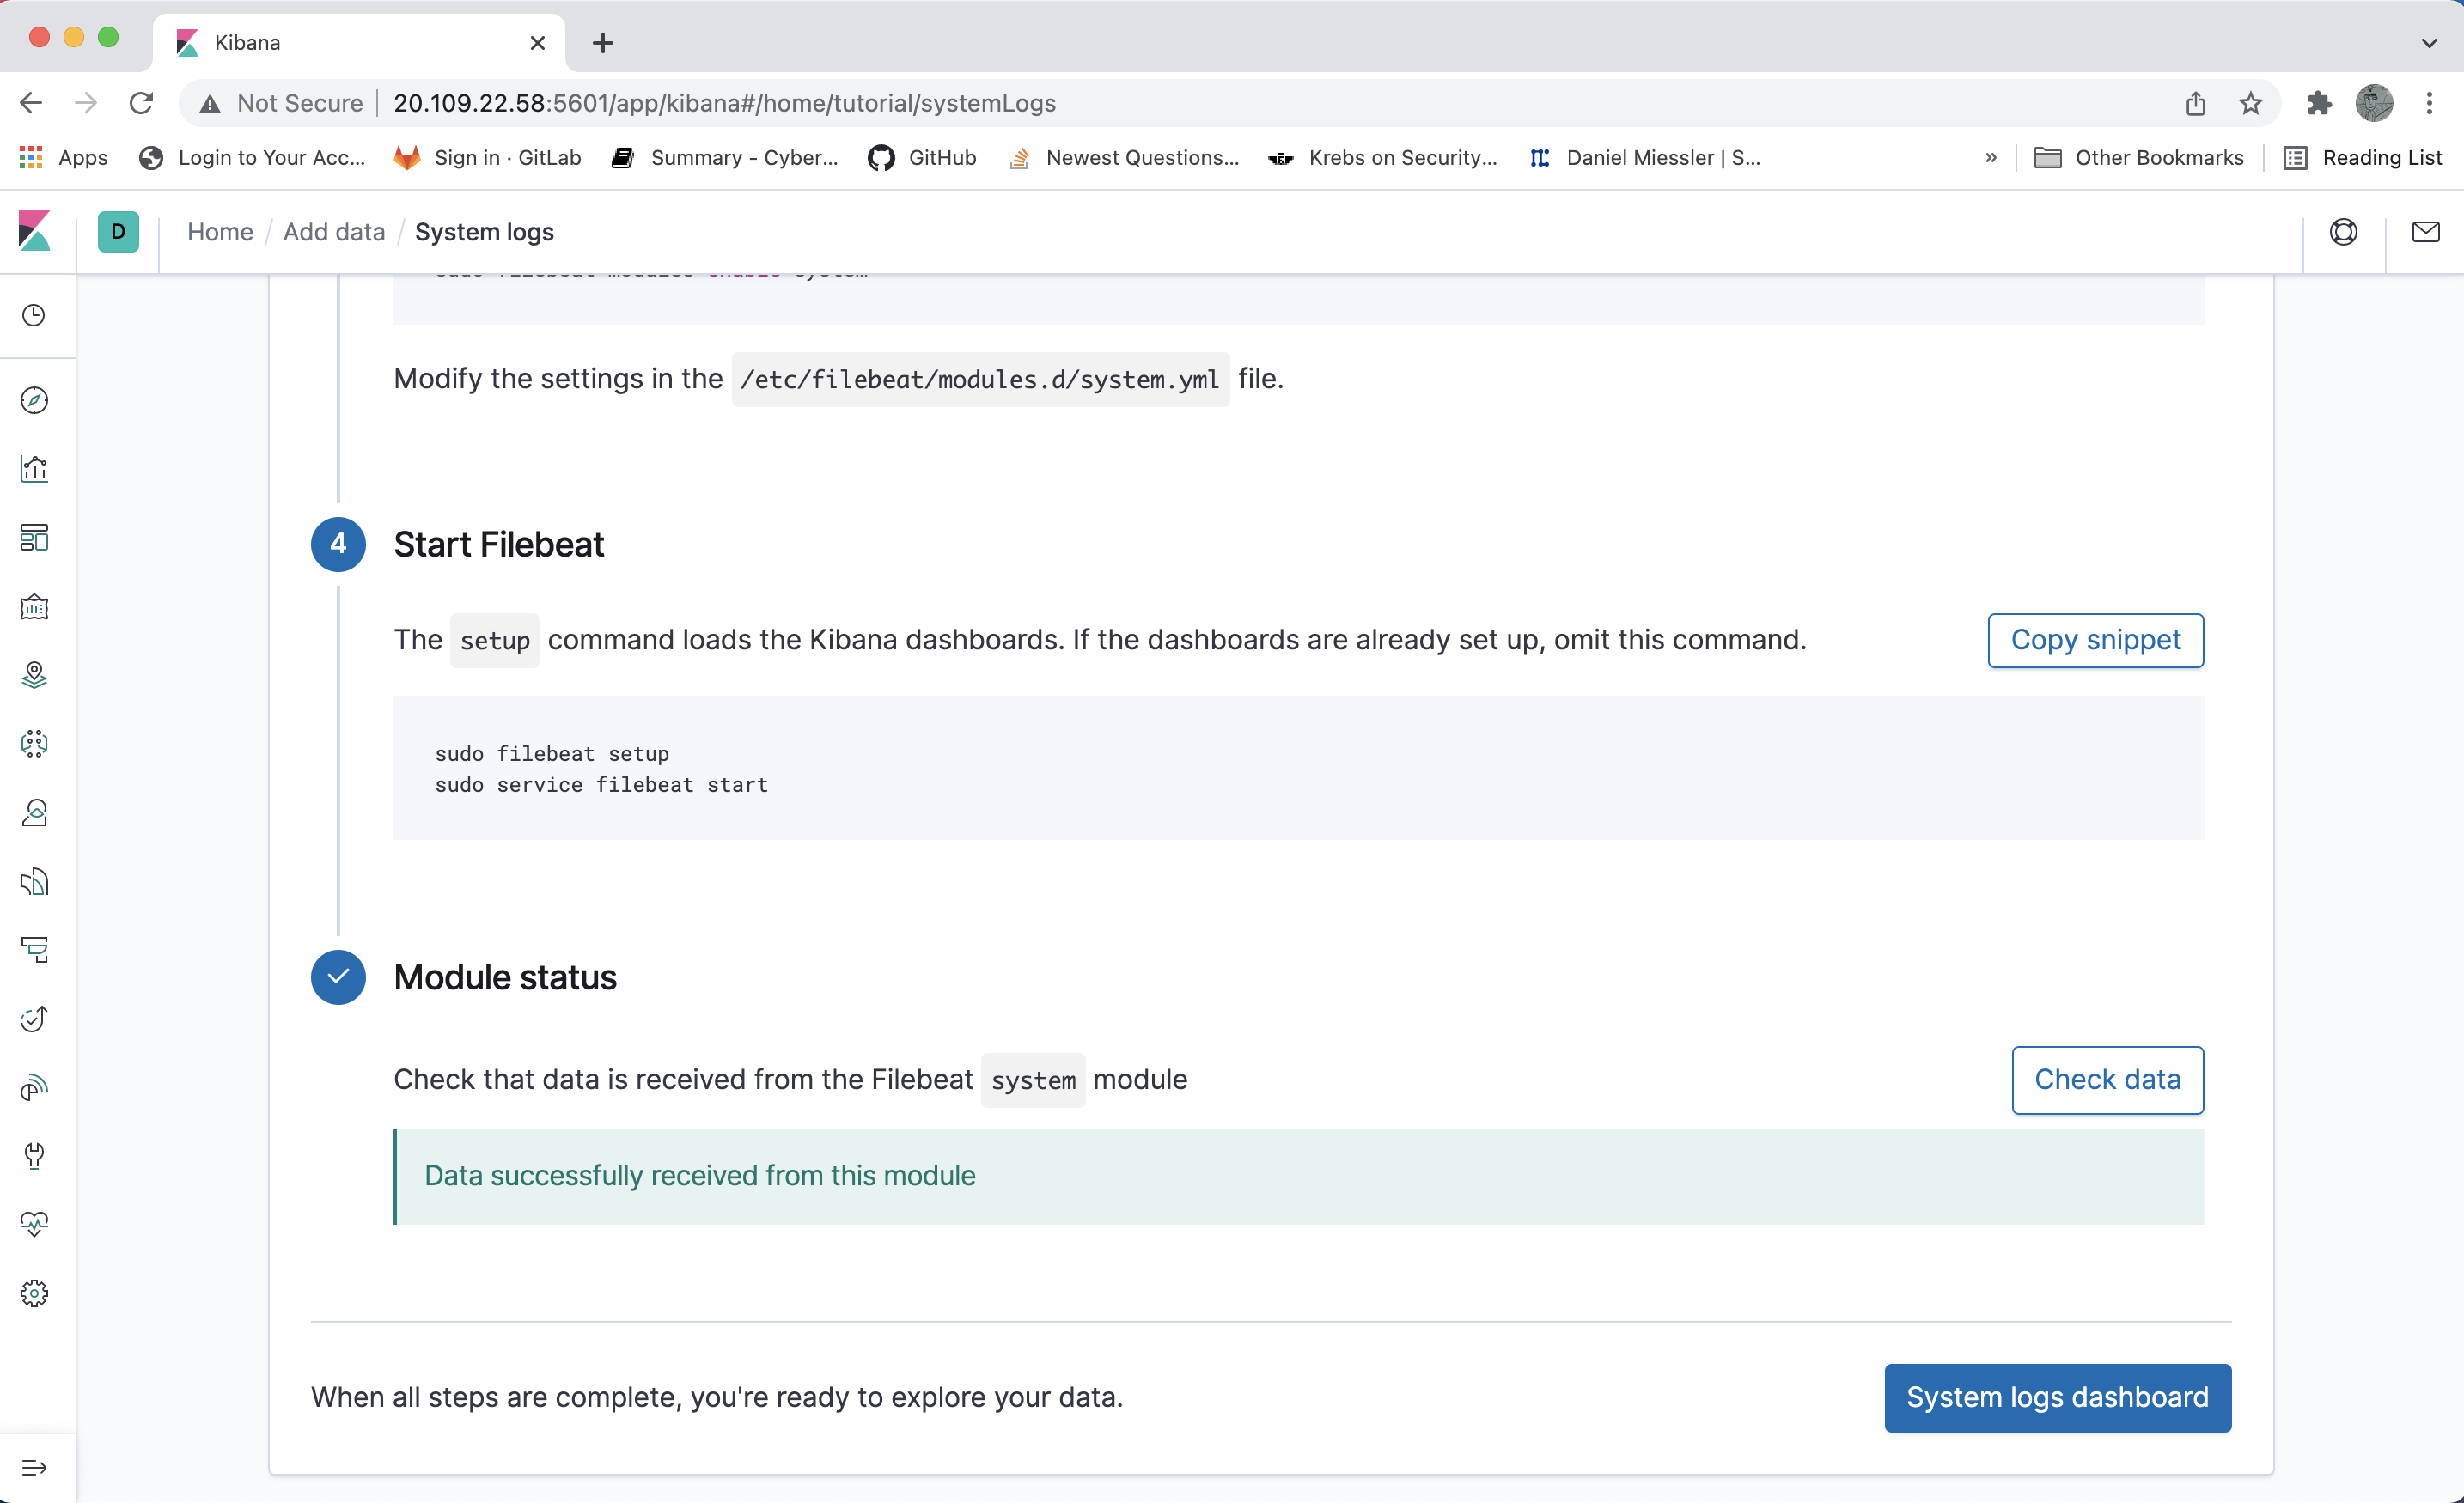 Kibana
Not Secure 20.109.22.58:5601/app/kibana#/home/tutorial/systemLogs
Apps Login to Your Acc... Sign in · GitLab Summary - Cyber... GitHub Newest Questions... Krebs on Security... Daniel Miessler | S... » Other Bookmarks Reading List
D Home / Add data / System logs
sudo filebeat modules enable system
Modify the settings in the /etc/filebeat/modules.d/system.yml file.
4 Start Filebeat
The setup command loads the Kibana dashboards. If the dashboards are already set up, omit this command. Copy snippet
sudo filebeat setup
sudo service filebeat start
Module status
Check that data is received from the Filebeat system module Check data
Data successfully received from this module
When all steps are complete, you're ready to explore your data. System logs dashboard